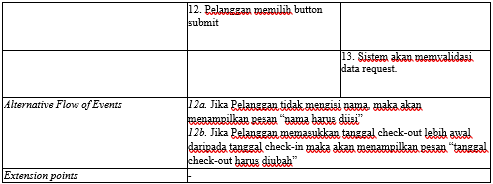 12. Pelanggan memilih button
submit
13. Sistem akan memvalidasi
data request.
Alternative Flow of Events
12a. Jika Pelanggan tidak mengisi nama, maka akan
menampilkan pesan “nama harus diisi”
12b. Jika Pelanggan memasukkan tanggal check-out lebih awal
daripada tanggal check-in maka akan menampilkan pesan “tanggal
check-out harus diubah”
Extension points
-